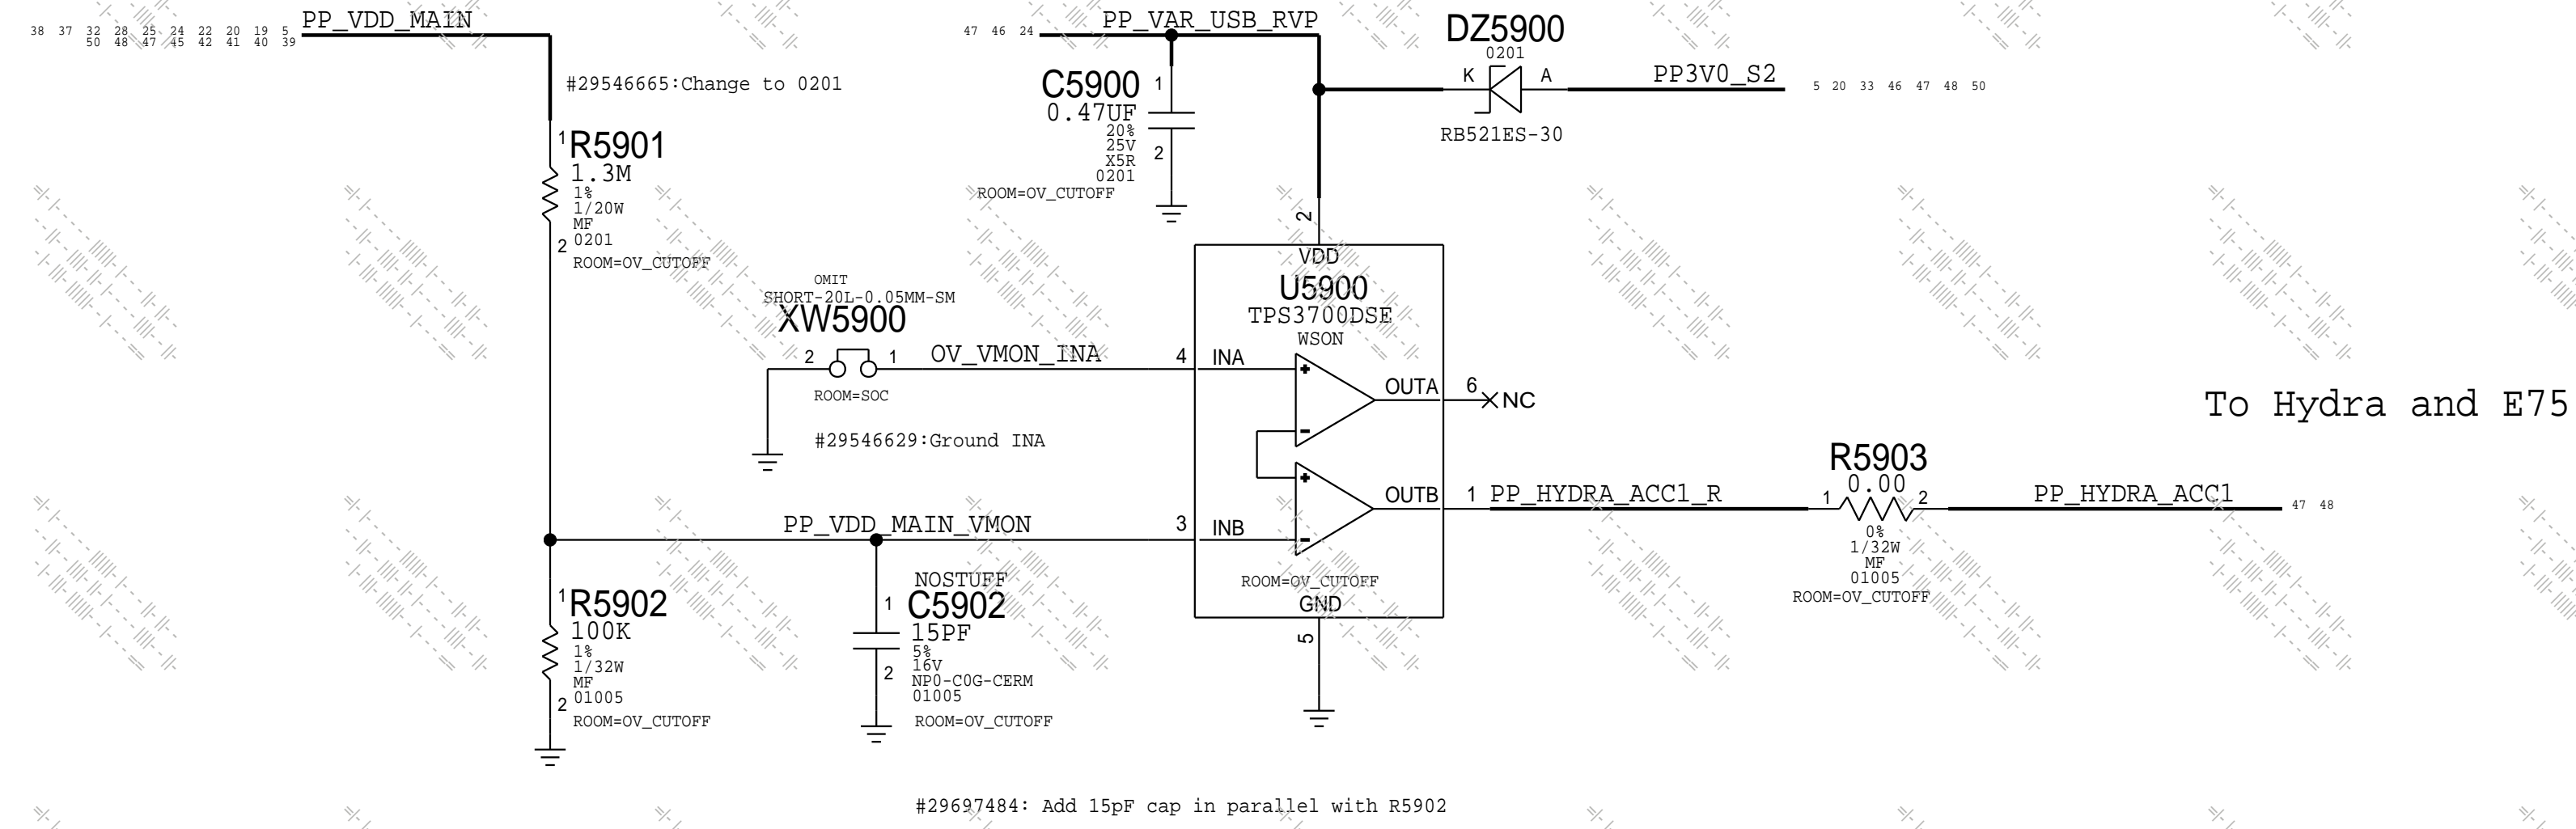 PP_VDD_MAIN
38 37 32 28 25 24 22 20 19 5
50 48 47 45 42 41 40 39
#29546665:Change to 0201
1
R5901
1.3M
1%
1/20W
MF
2
0201
ROOM=OV_CUTOFF
47 46 24
PP_VAR_USB_RVP
C5900
1
0.47UF
20%
25V
X5R
2
0201
ROOM=OV_CUTOFF
DZ5900
0201
K
A
RB521ES-30
PP3V0_S2
5 20 33 46 47 48 50
2
VDD
U5900
TPS3700DSE
WSON
OMIT
SHORT-20L-0.05MM-SM
XW5900
2
1
OV_VMON_INA
4
INA
ROOM=SOC
#29546629:Ground INA
OUTA
6
NC
To Hydra and E75
PP_VDD_MAIN_VMON
3
INB
OUTB
1
PP_HYDRA_ACC1_R
R5903
0.00
1
2
0%
1/32W
MF
01005
ROOM=OV_CUTOFF
PP_HYDRA_ACC1
47 48
ROOM=OV_CUTOFF
GND
5
1
R5902
100K
1%
1/32W
MF
2
01005
ROOM=OV_CUTOFF
NOSTUFF
1
C5902
15PF
5%
16V
2
NP0-C0G-CERM
01005
ROOM=OV_CUTOFF
#29697484: Add 15pF cap in parallel with R5902